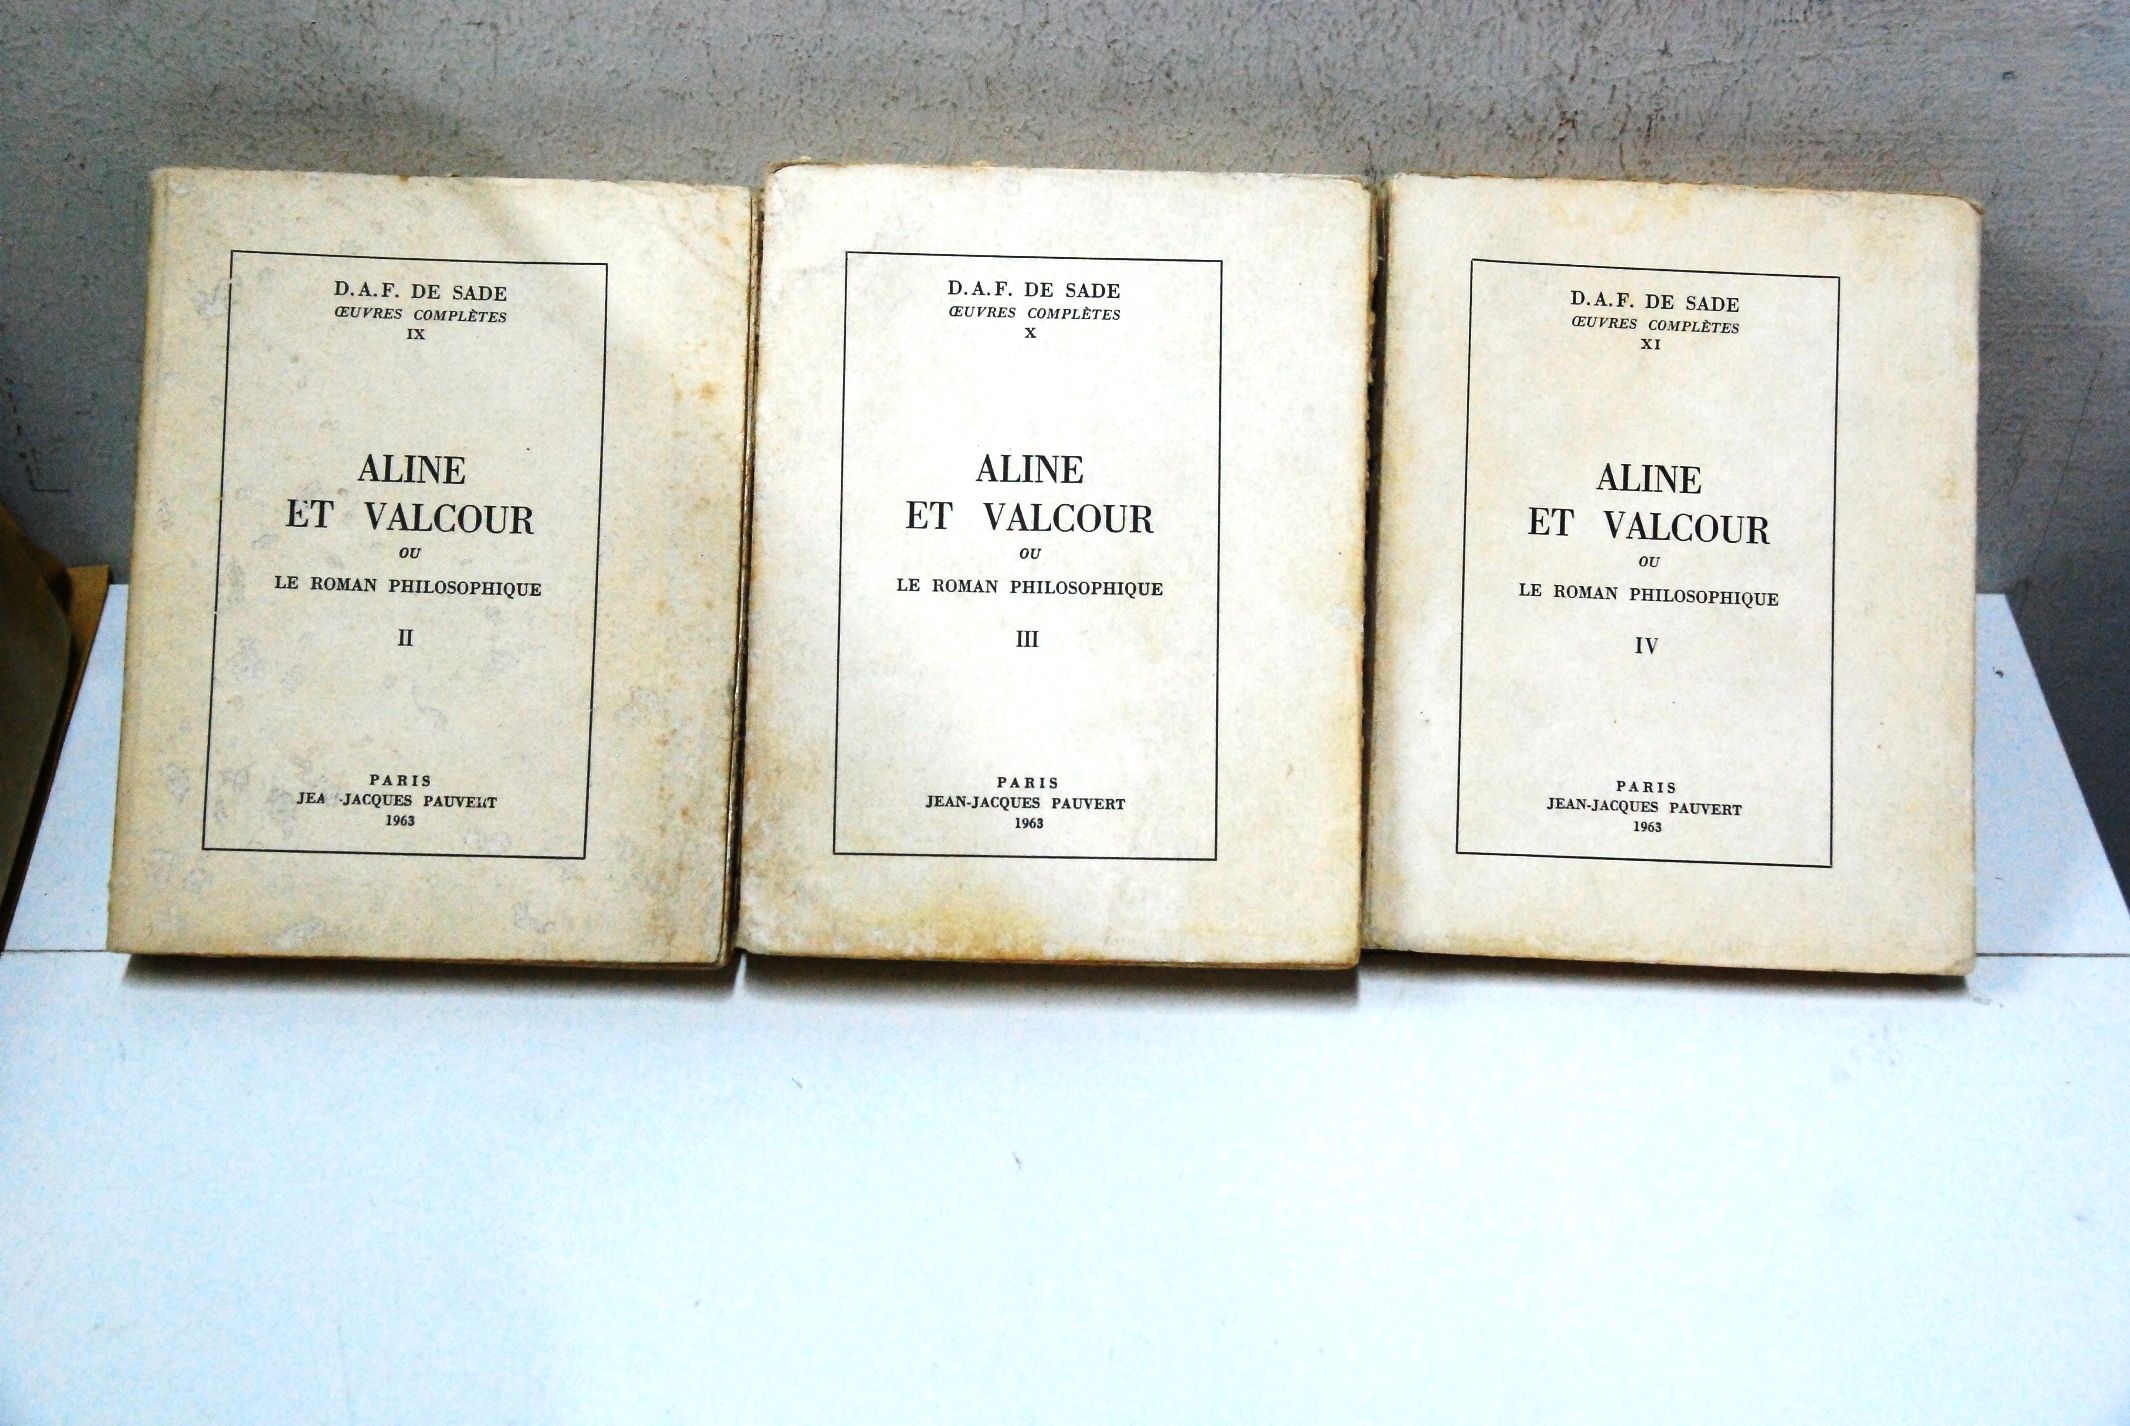 D.A.F. DE SADE
ŒUVRES COMPLÈTES
IX
ALINE
ET VALCOUR
OU
LE ROMAN PHILOSOPHIQUE
II
PARIS
JEA -JACQUES PAUVERT
1963
D.A.F. DE SADE
ŒUVRES COMPLÈTES
X
ALINE
ET VALCOUR
OU
LE ROMAN PHILOSOPHIQUE
III
PARIS
JEAN-JACQUES PAUVERT
1963
D.A.F. DE SADE
ŒUVRES COMPLÈTES
XI
ALINE
ET VALCOUR
OU
LE ROMAN PHILOSOPHIQUE
IV
PARIS
JEAN-JACQUES PAUVERT
1963